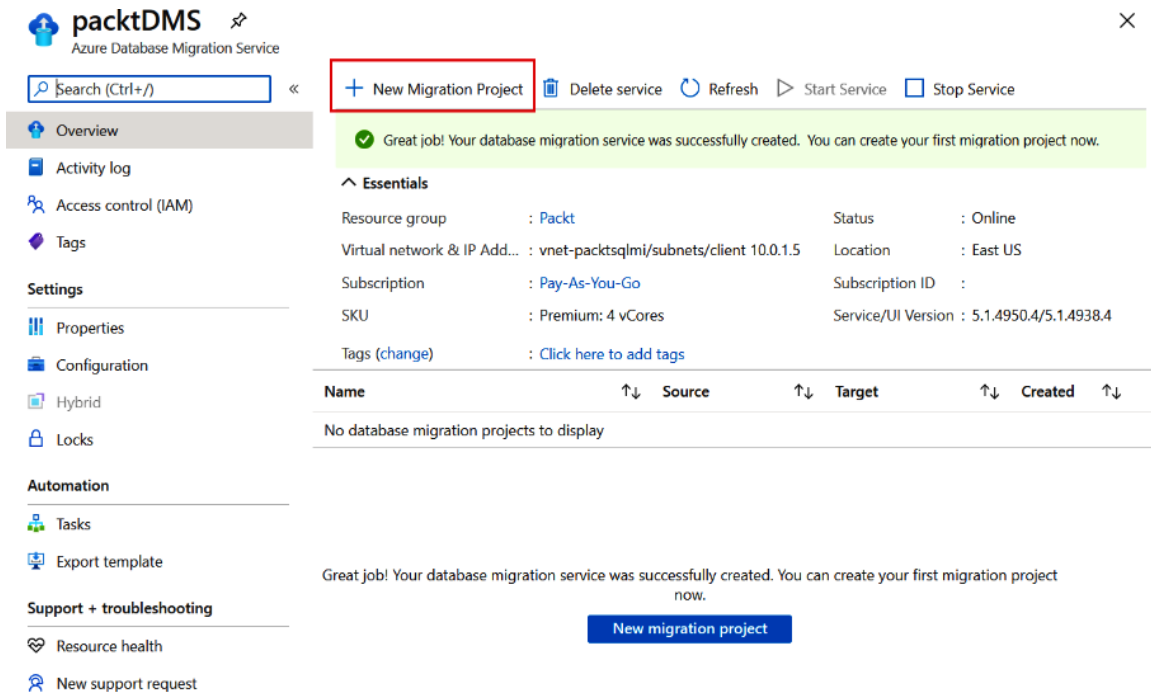 packtDMS
Azure Database Migration Service
Search (Ctrl+/)
«
Overview
Activity log
Access control (IAM)
Tags
Settings
Properties
Configuration
Hybrid
Locks
Automation
Tasks
Export template
Support + troubleshooting
Resource health
New support request
New Migration Project Delete service Refresh Start Service Stop Service
Great job! Your database migration service was successfully created. You can create your first migration project now.
Essentials
Resource group : Packt Status : Online
Virtual network & IP Add... : vnet-packtsqlmi/subnets/client 10.0.1.5 Location : East US
Subscription : Pay-As-You-Go Subscription ID :
SKU : Premium: 4 vCores Service/UI Version : 5.1.4950.4/5.1.4938.4
Tags (change) : Click here to add tags
Name ↑↓ Source ↑↓ Target ↑↓ Created ↑↓
No database migration projects to display
Great job! Your database migration service was successfully created. You can create your first migration project
now.
New migration project